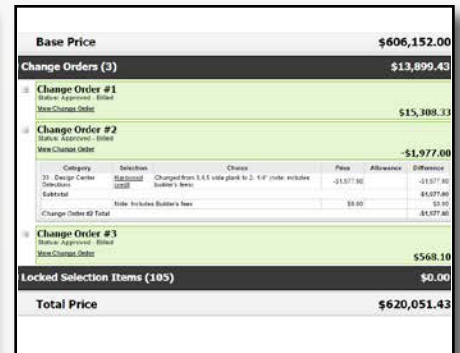 Base Price $606,152.00
Change Orders (3) $13,899.43
Change Order #1
Status: Approved - Billed
View Change Order
$15,308.33
Change Order #2
Status: Approved - Billed
View Change Order
-$1,977.00
Category Selection Choice Price Allowance Difference
31 - Design Center Hardwood Changed from 3,4,5 wide plank to 2- 1/4" (note: includes -$1,977.00 -$1,977.00
Selections credit builder's fees)
Subtotal -$1,977.00
Note: Includes Builder's fees $0.00 $0.00
Change Order #2 Total -$1,977.00
Change Order #3
Status: Approved - Billed
View Change Order
$568.10
Locked Selection Items (105) $0.00
Total Price $620,051.43